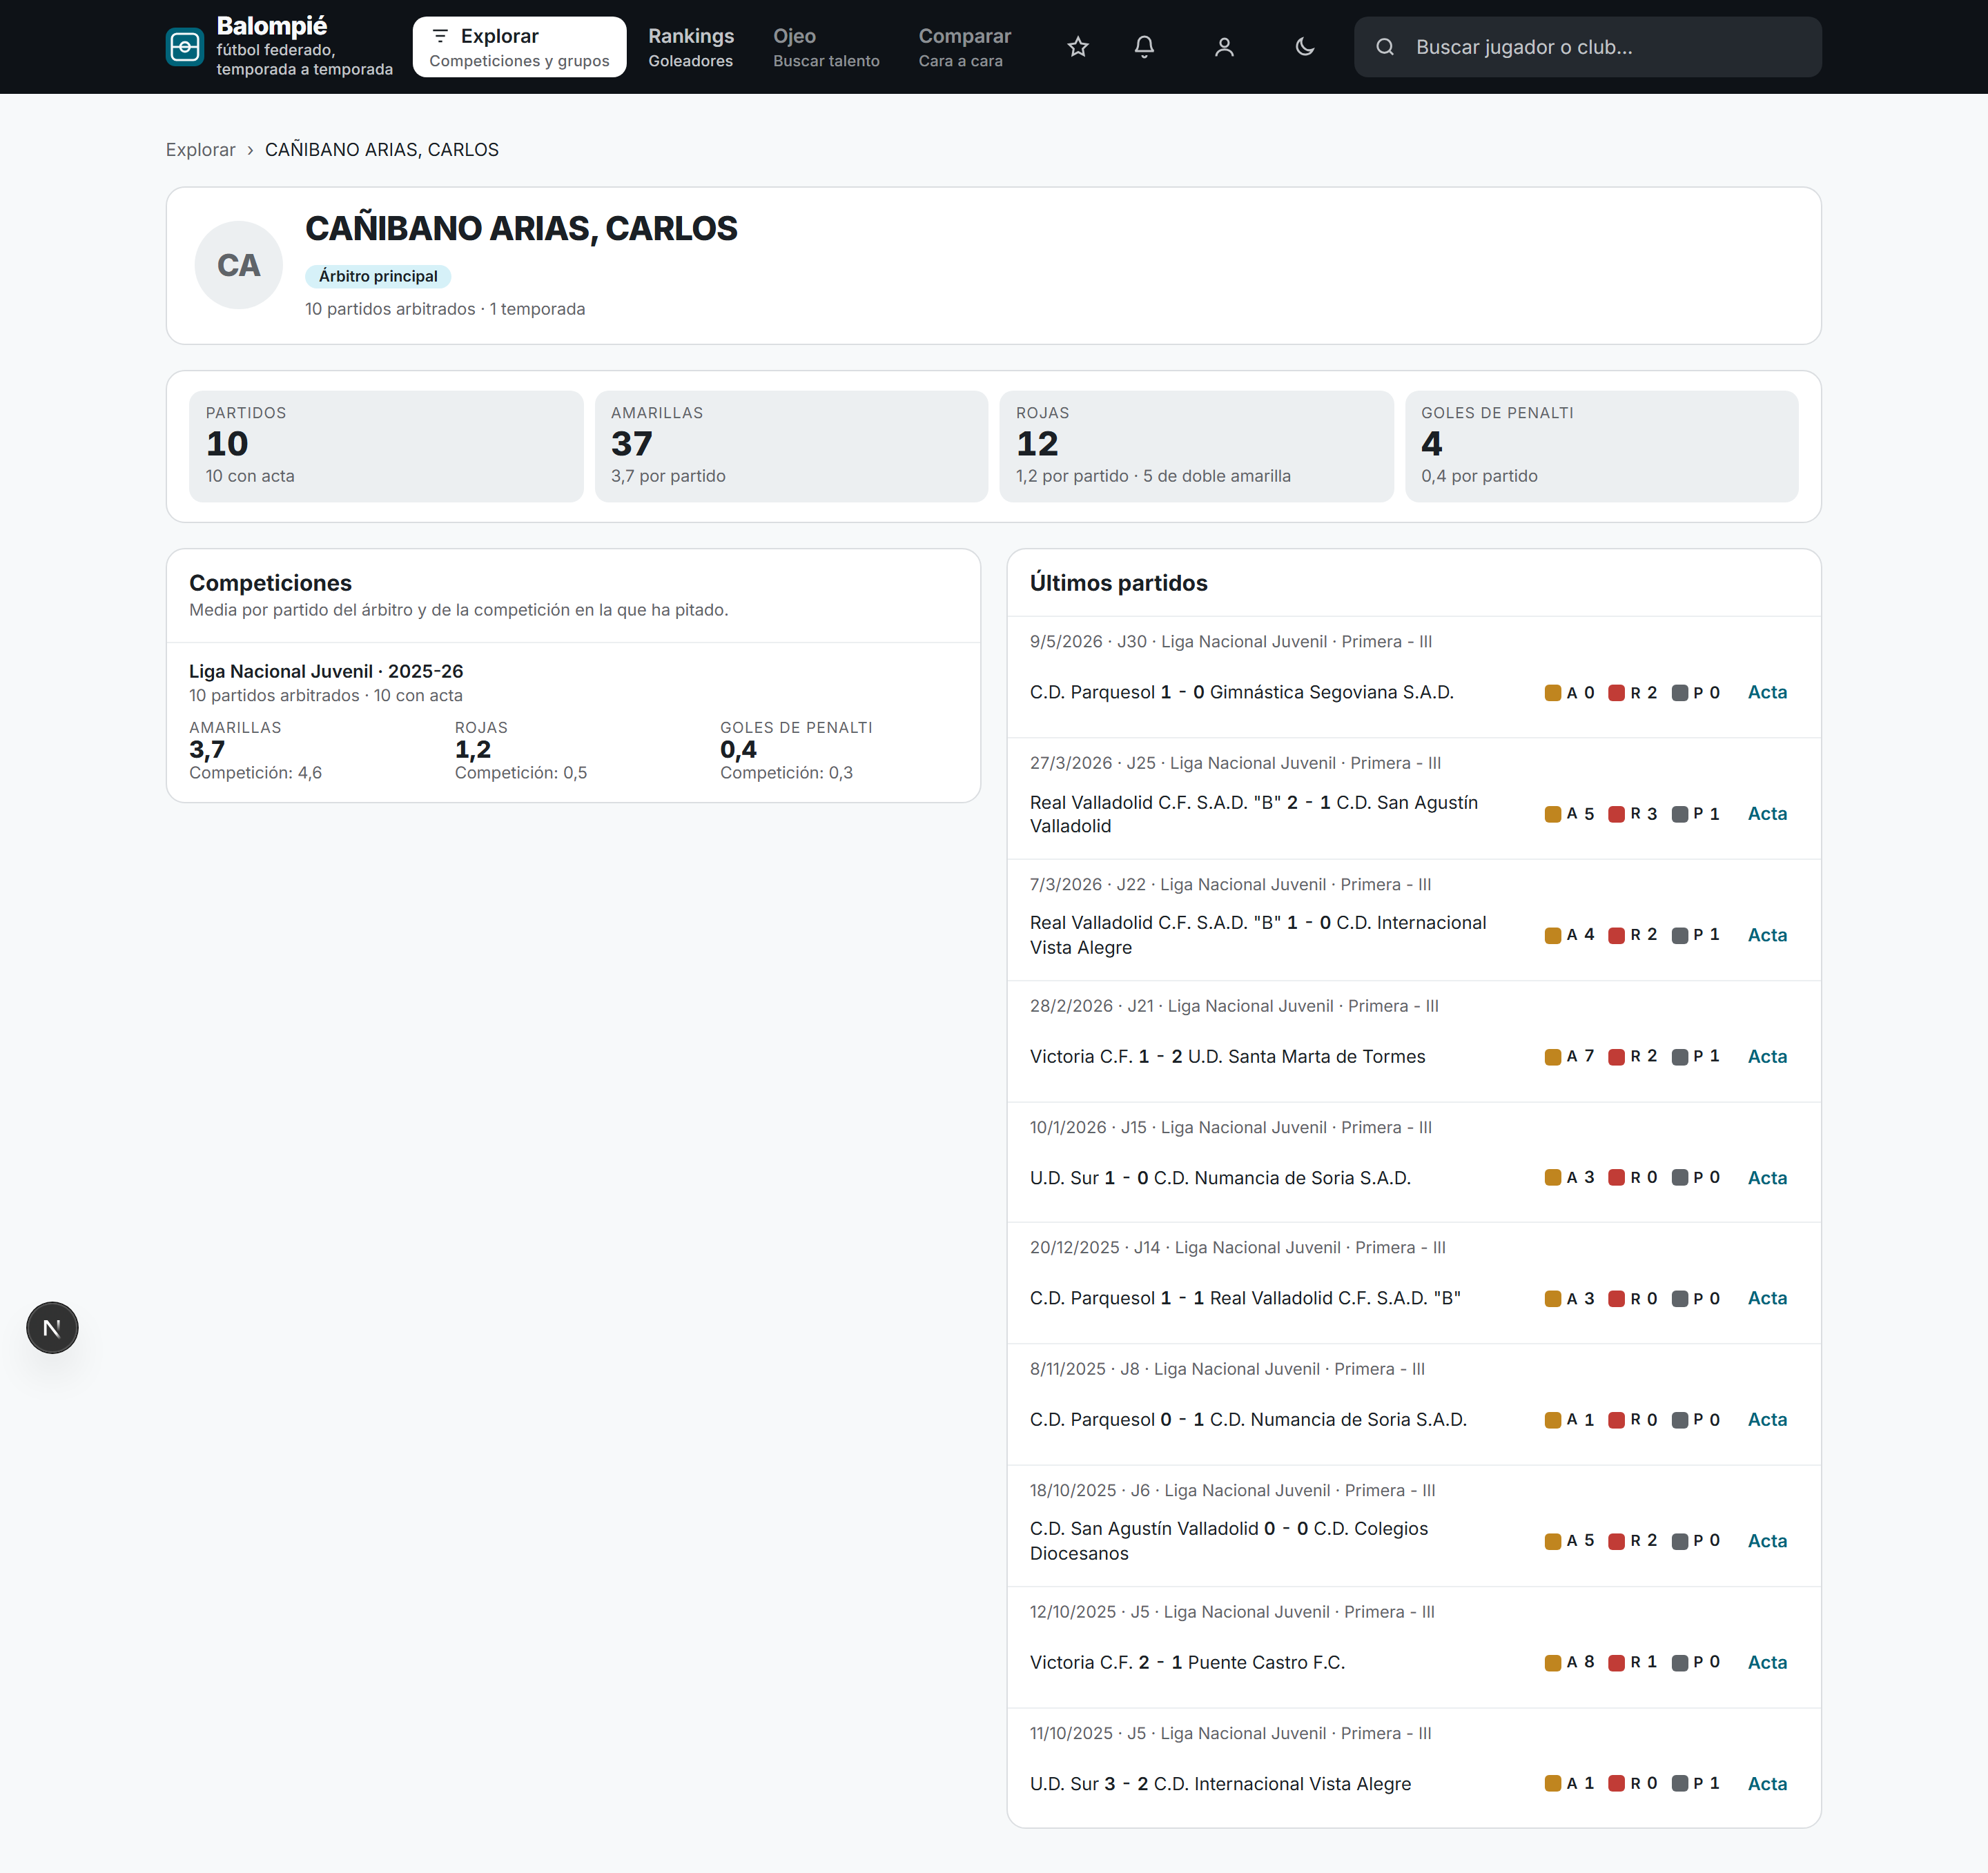 Balompié
fútbol federado,
temporada a temporada
Explorar
Competiciones y grupos
Rankings
Goleadores
Ojeo
Buscar talento
Comparar
Cara a cara
Buscar jugador o club...
Explorar › CAÑIBANO ARIAS, CARLOS
CA
CAÑIBANO ARIAS, CARLOS
Árbitro principal
10 partidos arbitrados · 1 temporada
PARTIDOS
10
10 con acta
AMARILLAS
37
3,7 por partido
ROJAS
12
1,2 por partido · 5 de doble amarilla
GOLES DE PENALTI
4
0,4 por partido
Competiciones
Media por partido del árbitro y de la competición en la que ha pitado.
Liga Nacional Juvenil · 2025-26
10 partidos arbitrados · 10 con acta
AMARILLAS
3,7
Competición: 4,6
ROJAS
1,2
Competición: 0,5
GOLES DE PENALTI
0,4
Competición: 0,3
Últimos partidos
9/5/2026 · J30 · Liga Nacional Juvenil · Primera - III
C.D. Parquesol 1 - 0 Gimnástica Segoviana S.A.D. A 0 R 2 P 0 Acta
27/3/2026 · J25 · Liga Nacional Juvenil · Primera - III
Real Valladolid C.F. S.A.D. "B" 2 - 1 C.D. San Agustín
Valladolid
A 5 R 3 P 1 Acta
7/3/2026 · J22 · Liga Nacional Juvenil · Primera - III
Real Valladolid C.F. S.A.D. "B" 1 - 0 C.D. Internacional
Vista Alegre
A 4 R 2 P 1 Acta
28/2/2026 · J21 · Liga Nacional Juvenil · Primera - III
Victoria C.F. 1 - 2 U.D. Santa Marta de Tormes A 7 R 2 P 1 Acta
10/1/2026 · J15 · Liga Nacional Juvenil · Primera - III
U.D. Sur 1 - 0 C.D. Numancia de Soria S.A.D. A 3 R 0 P 0 Acta
20/12/2025 · J14 · Liga Nacional Juvenil · Primera - III
C.D. Parquesol 1 - 1 Real Valladolid C.F. S.A.D. "B" A 3 R 0 P 0 Acta
8/11/2025 · J8 · Liga Nacional Juvenil · Primera - III
C.D. Parquesol 0 - 1 C.D. Numancia de Soria S.A.D. A 1 R 0 P 0 Acta
18/10/2025 · J6 · Liga Nacional Juvenil · Primera - III
C.D. San Agustín Valladolid 0 - 0 C.D. Colegios
Diocesanos
A 5 R 2 P 0 Acta
12/10/2025 · J5 · Liga Nacional Juvenil · Primera - III
Victoria C.F. 2 - 1 Puente Castro F.C. A 8 R 1 P 0 Acta
11/10/2025 · J5 · Liga Nacional Juvenil · Primera - III
U.D. Sur 3 - 2 C.D. Internacional Vista Alegre A 1 R 0 P 1 Acta
N